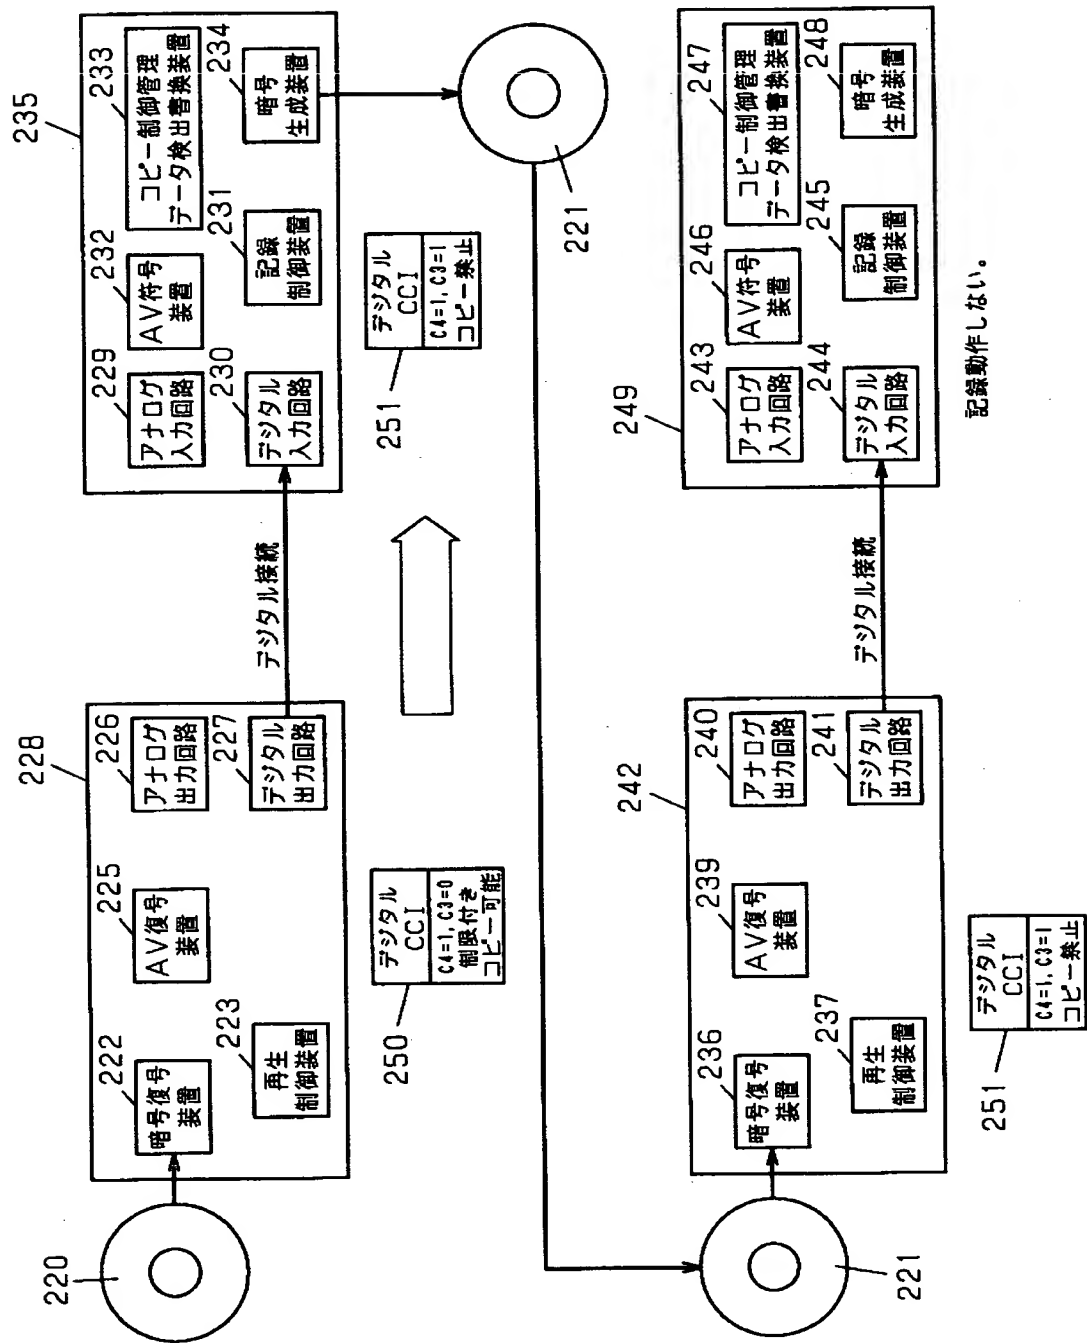 220
228
222
暗号復号
装置
223
再生
制御装置
225
AV復号
装置
226
アナログ
出力回路
227
デジタル
出力回路
デジタル接続
235
229
アナログ
入力回路
230
デジタル
入力回路
232
AV符号
装置
231
記録
制御装置
233
コピー制御管理
データ検出書換装置
234
暗号
生成装置
250
デジタル
CCI
C4=1,C3=0
制限付き
コピー可能
251
デジタル
CCI
C4=1,C3=1
コピー禁止
221
221
242
236
暗号復号
装置
237
再生
制御装置
239
AV復号
装置
240
アナログ
出力回路
241
デジタル
出力回路
デジタル接続
249
243
アナログ
入力回路
244
デジタル
入力回路
246
AV符号
装置
245
記録
制御装置
247
コピー制御管理
データ検出書換装置
248
暗号
生成装置
251
デジタル
CCI
C4=1,C3=1
コピー禁止
記録動作しない。